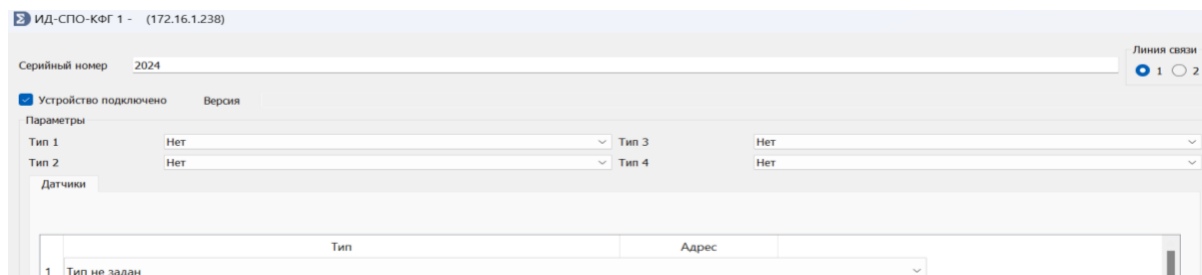 ИД-СПО-КФГ 1 - (172.16.1.238)
Линия связи
Серийный номер 2024
1 2
Устройство подключено Версия
Параметры
Тип 1 Нет Тип 3 Нет
Тип 2 Нет Тип 4 Нет
Датчики
Тип Адрес
1 Тип не задан